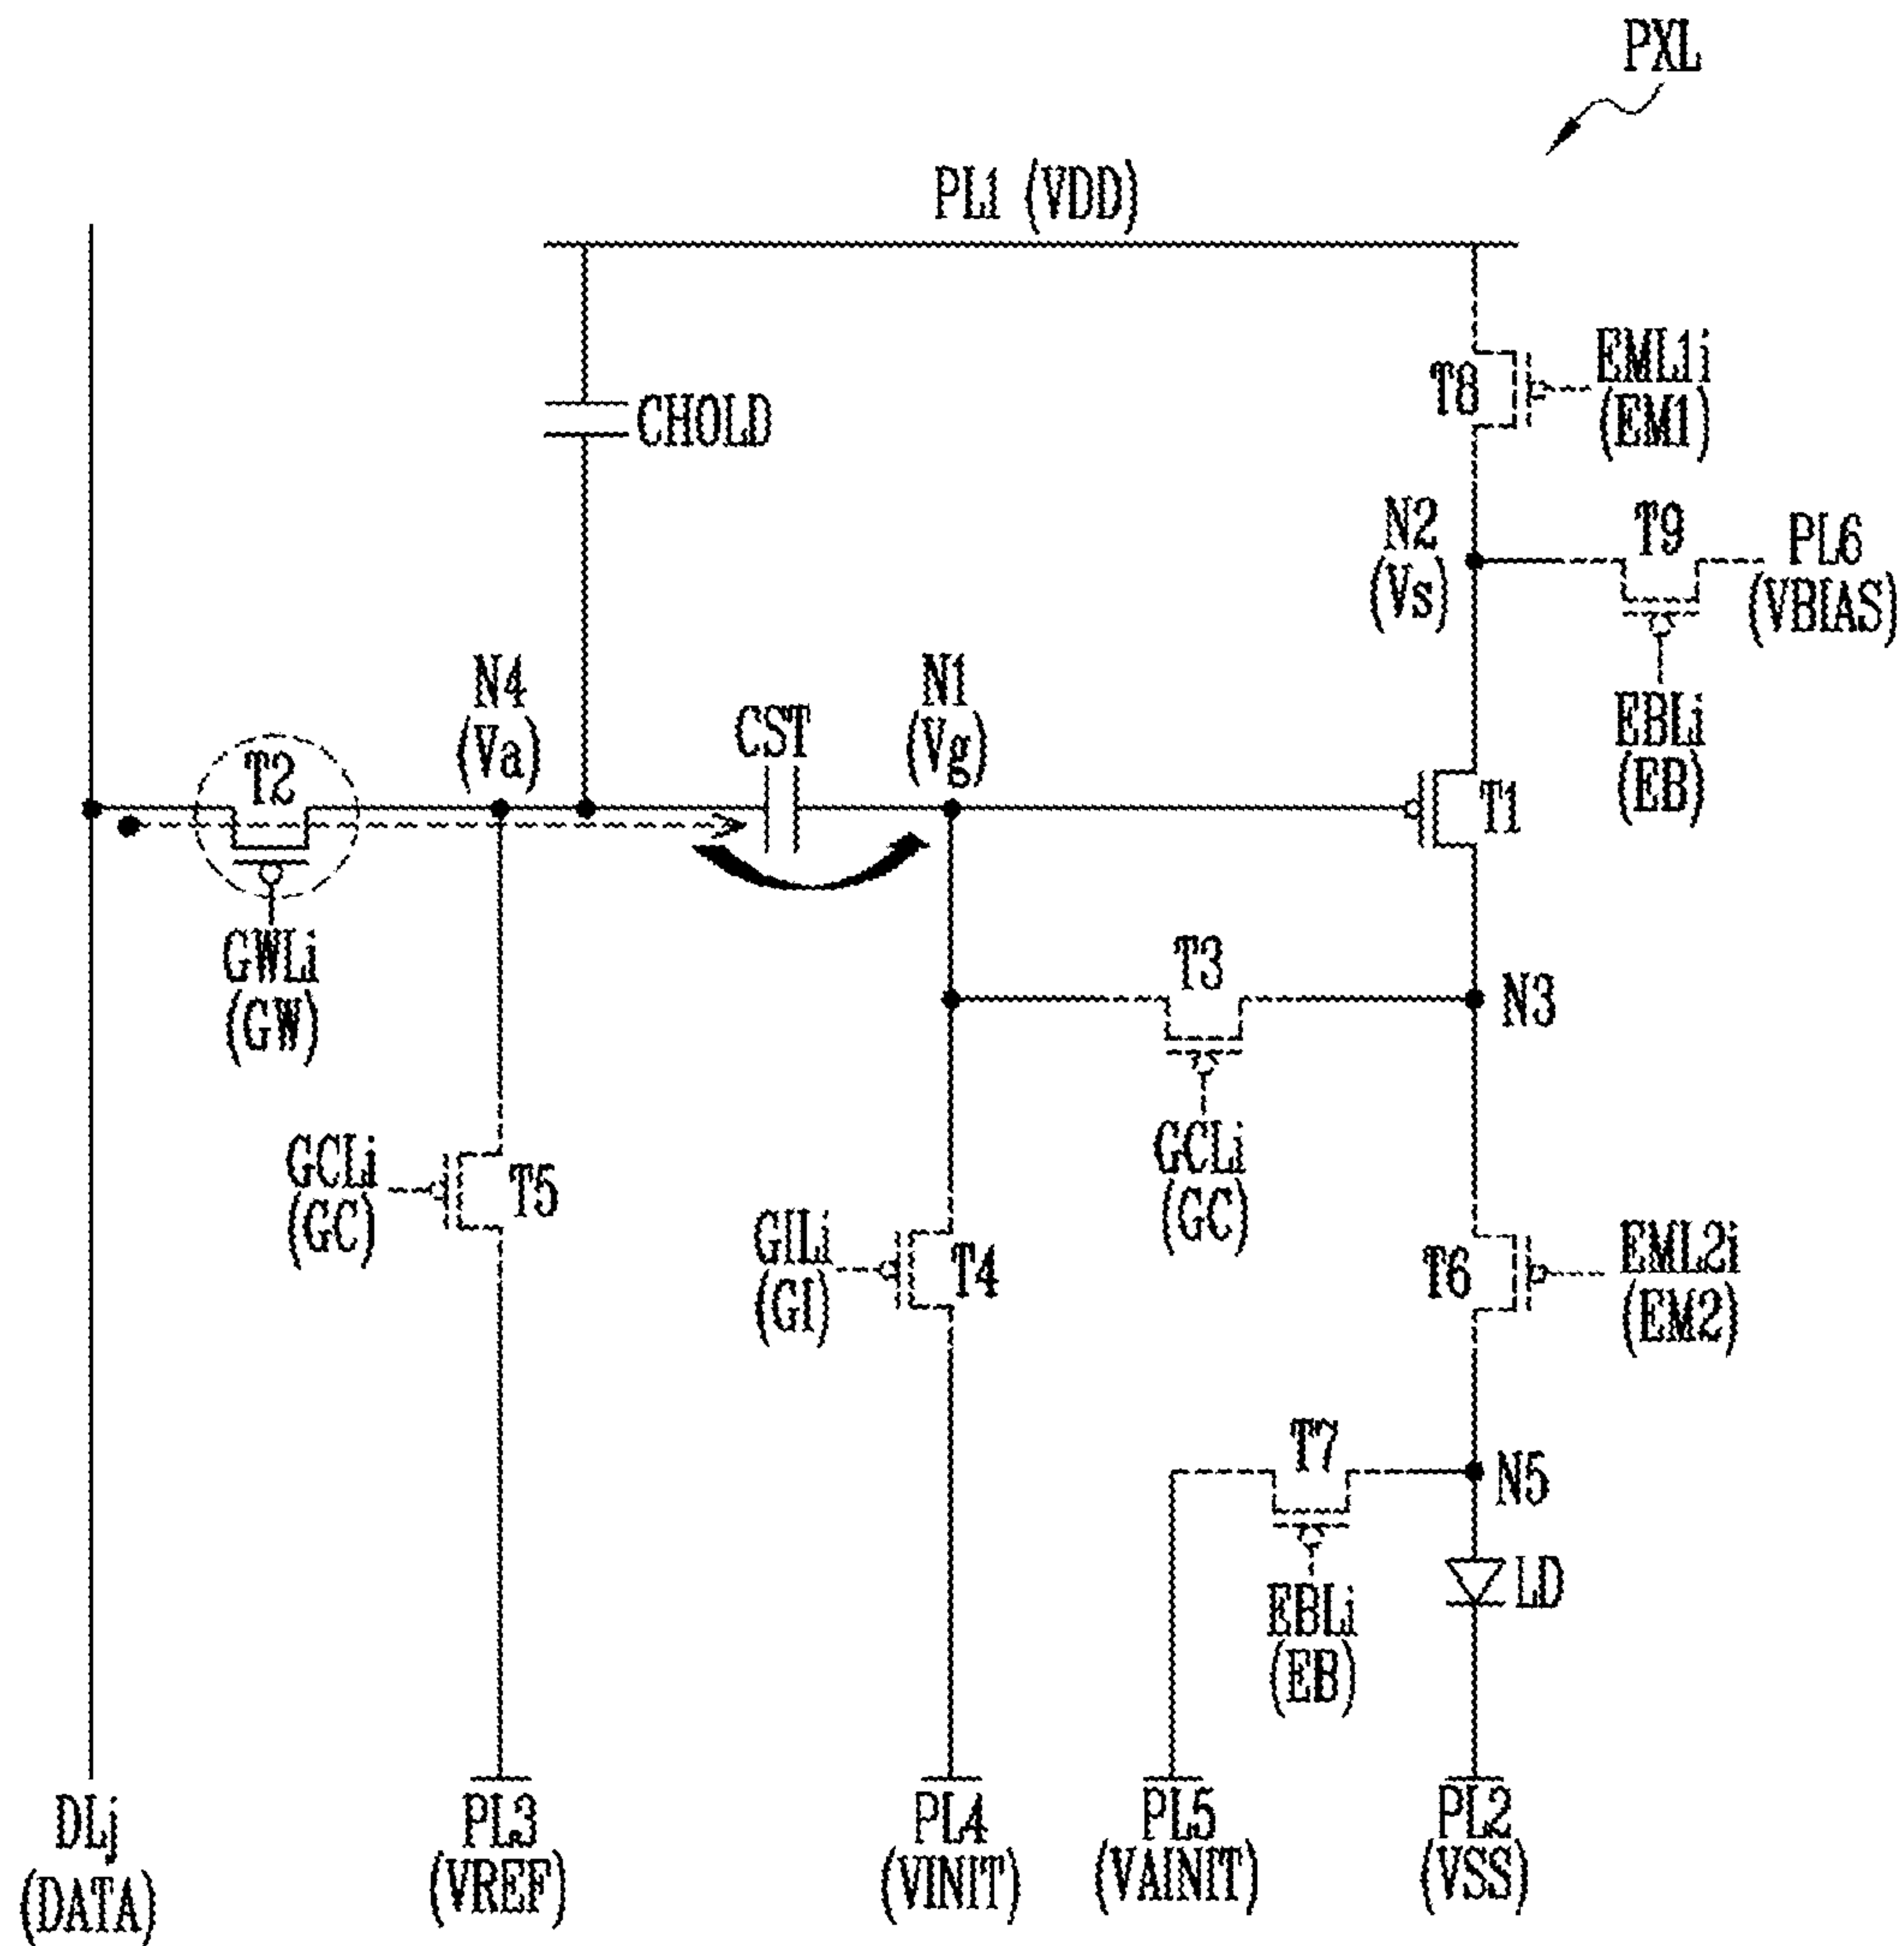 PXL
PL1 (VDD)
T8
EML1i
(EM1)
CHOLD
N2
(Vs)
T9
PL6
(VBIAS)
EBLi
(EB)
N4
(Va)
CST
N1
(Vg)
T2
T1
GWLi
(GW)
T3
N3
GCLi
(GC)
T5
GCLi
(GC)
GILi
(GI)
T4
T6
EML2i
(EM2)
T7
N5
EBLi
(EB)
LD
DLj
(DATA)
PL3
(VREF)
PL4
(VINIT)
PL5
(VAINIT)
PL2
(VSS)